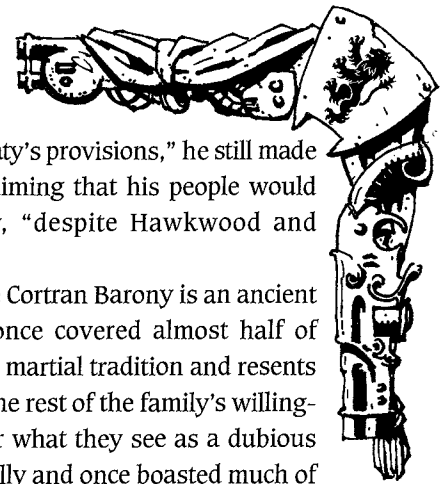 aty's provisions," he still made
iming that his people would
, "despite Hawkwood and
Cortran Barony is an ancient
once covered almost half of
martial tradition and resents
he rest of the family's willing-
r what they see as a dubious
lly and once boasted much of